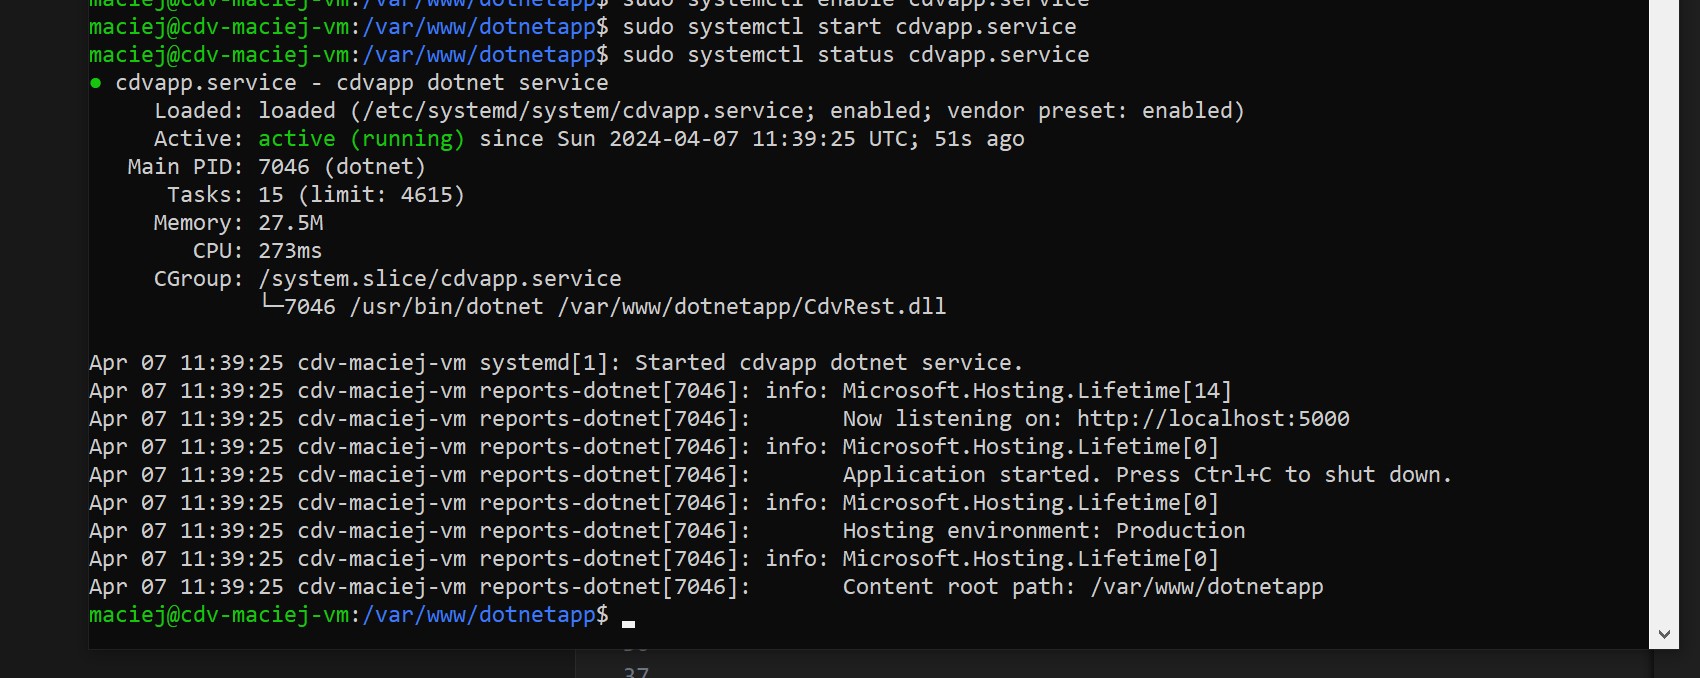 maciej@cdv-maciej-vm:/var/www/dotnetapp$ sudo systemctl enable cdvapp.service
maciej@cdv-maciej-vm:/var/www/dotnetapp$ sudo systemctl start cdvapp.service
maciej@cdv-maciej-vm:/var/www/dotnetapp$ sudo systemctl status cdvapp.service
● cdvapp.service - cdvapp dotnet service
     Loaded: loaded (/etc/systemd/system/cdvapp.service; enabled; vendor preset: enabled)
     Active: active (running) since Sun 2024-04-07 11:39:25 UTC; 51s ago
   Main PID: 7046 (dotnet)
      Tasks: 15 (limit: 4615)
     Memory: 27.5M
        CPU: 273ms
     CGroup: /system.slice/cdvapp.service
             └─7046 /usr/bin/dotnet /var/www/dotnetapp/CdvRest.dll

Apr 07 11:39:25 cdv-maciej-vm systemd[1]: Started cdvapp dotnet service.
Apr 07 11:39:25 cdv-maciej-vm reports-dotnet[7046]: info: Microsoft.Hosting.Lifetime[14]
Apr 07 11:39:25 cdv-maciej-vm reports-dotnet[7046]:       Now listening on: http://localhost:5000
Apr 07 11:39:25 cdv-maciej-vm reports-dotnet[7046]: info: Microsoft.Hosting.Lifetime[0]
Apr 07 11:39:25 cdv-maciej-vm reports-dotnet[7046]:       Application started. Press Ctrl+C to shut down.
Apr 07 11:39:25 cdv-maciej-vm reports-dotnet[7046]: info: Microsoft.Hosting.Lifetime[0]
Apr 07 11:39:25 cdv-maciej-vm reports-dotnet[7046]:       Hosting environment: Production
Apr 07 11:39:25 cdv-maciej-vm reports-dotnet[7046]: info: Microsoft.Hosting.Lifetime[0]
Apr 07 11:39:25 cdv-maciej-vm reports-dotnet[7046]:       Content root path: /var/www/dotnetapp
maciej@cdv-maciej-vm:/var/www/dotnetapp$
37